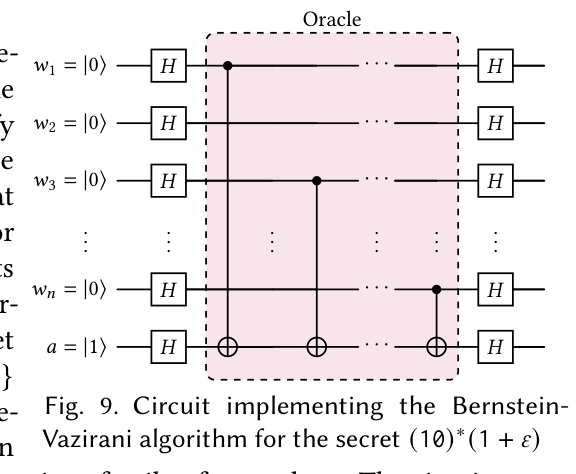 Oracle
w₁ = |0⟩ H ⋯ H
w₂ = |0⟩ H ⋯ H
w₃ = |0⟩ H ⋯ H
⋮ ⋮ ⋮ ⋮ ⋮ ⋮
wₙ = |0⟩ H ⋯ H
a = |1⟩ H ⋯ H
Fig. 9. Circuit implementing the Bernstein-
Vazirani algorithm for the secret (10)*(1 + ε)